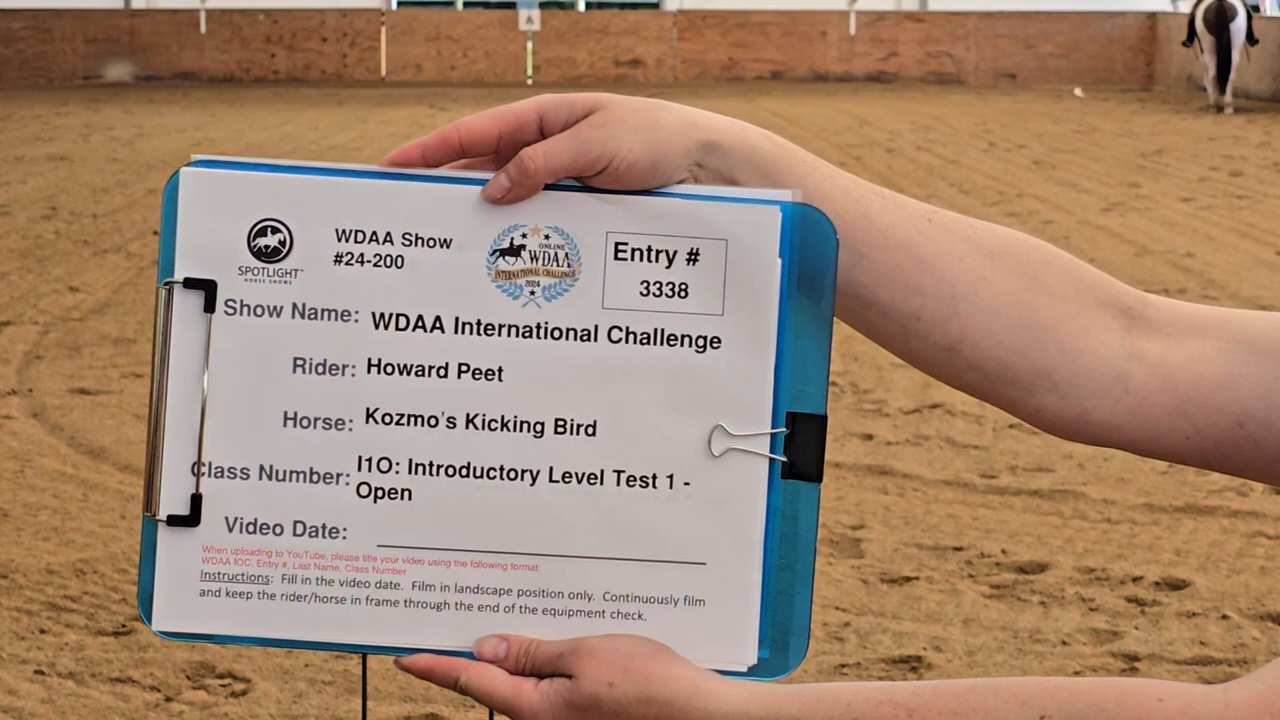 A
SPOTLIGHT
HORSE SHOWS
WDAA Show
#24-200
ONLINE
WDAA
INTERNATIONAL CHALLENGE
2024
Entry #
3338
Show Name: WDAA International Challenge
Rider: Howard Peet
Horse: Kozmo's Kicking Bird
Class Number: I1O: Introductory Level Test 1 -
Open
Video Date:
When uploading to YouTube, please title your video using the following format:
WDAA IOC, Entry #, Last Name, Class Number
Instructions: Fill in the video date. Film in landscape position only. Continuously film
and keep the rider/horse in frame through the end of the equipment check.